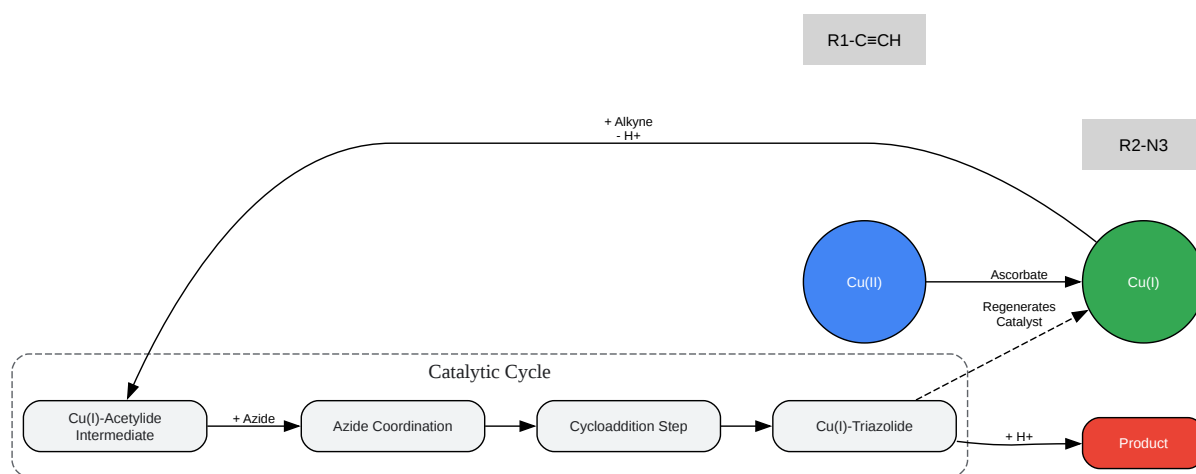 R1-C≡CH
+ Alkyne
- H+
R2-N3
Cu(II)
Ascorbate
Cu(I)
Regenerates
Catalyst
Catalytic Cycle
Cu(I)-Acetylide
Intermediate
+ Azide
Azide Coordination
Cycloaddition Step
Cu(I)-Triazolide
+ H+
Product